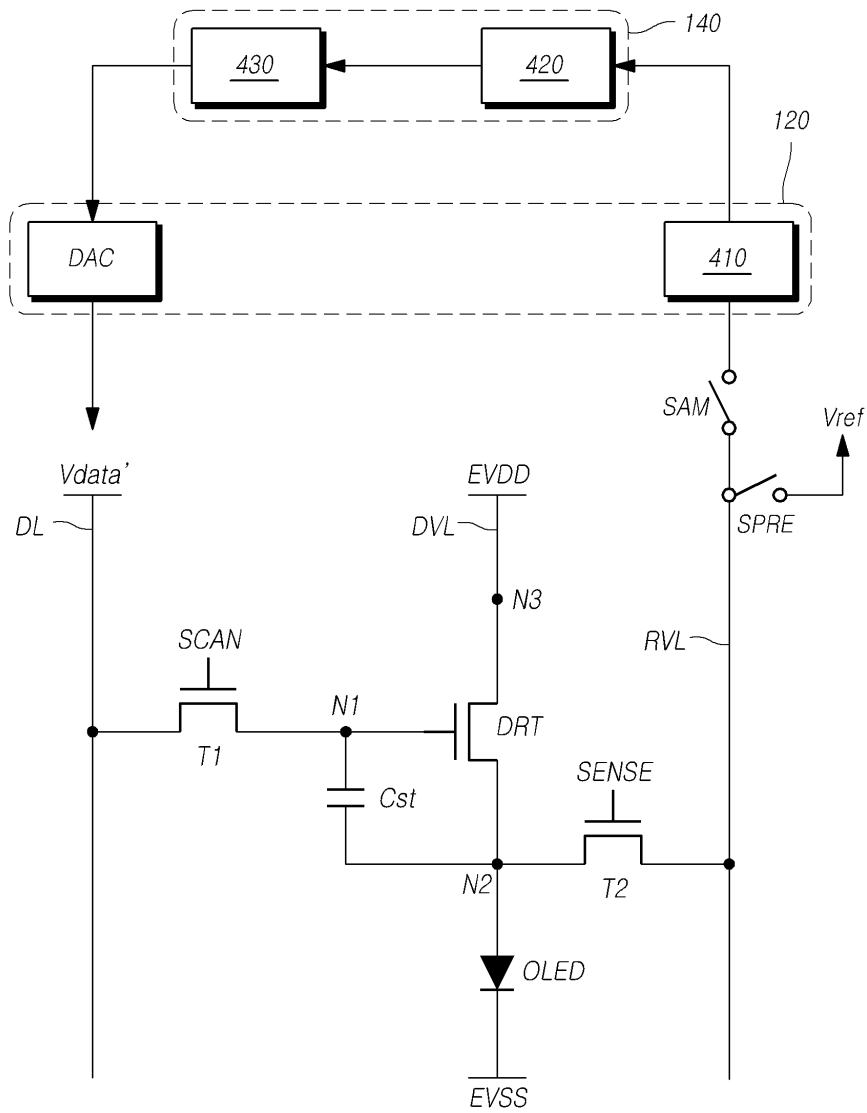 140
430
420
120
DAC
410
SAM
Vref
Vdata’
EVDD
SPRE
DL
DVL
N3
SCAN
RVL
N1
DRT
T1
SENSE
Cst
N2
T2
OLED
EVSS